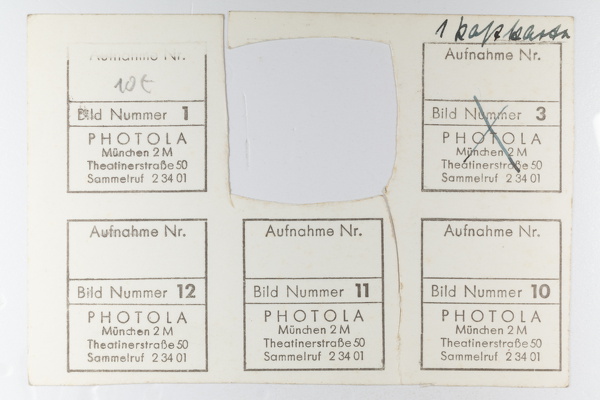 1 Postkarte
Aufnahme Nr.
10t
Bild Nummer 1
PHOTOLA
München 2 M
Theatinerstraße 50
Sammelruf 2 34 01
Aufnahme Nr.
Bild Nummer 3
PHOTOLA
München 2 M
Theatinerstraße 50
Sammelruf 2 34 01
Aufnahme Nr.
Bild Nummer 12
PHOTOLA
München 2 M
Theatinerstraße 50
Sammelruf 2 34 01
Aufnahme Nr.
Bild Nummer 11
PHOTOLA
München 2 M
Theatinerstraße 50
Sammelruf 2 34 01
Aufnahme Nr.
Bild Nummer 10
PHOTOLA
München 2 M
Theatinerstraße 50
Sammelruf 2 34 01